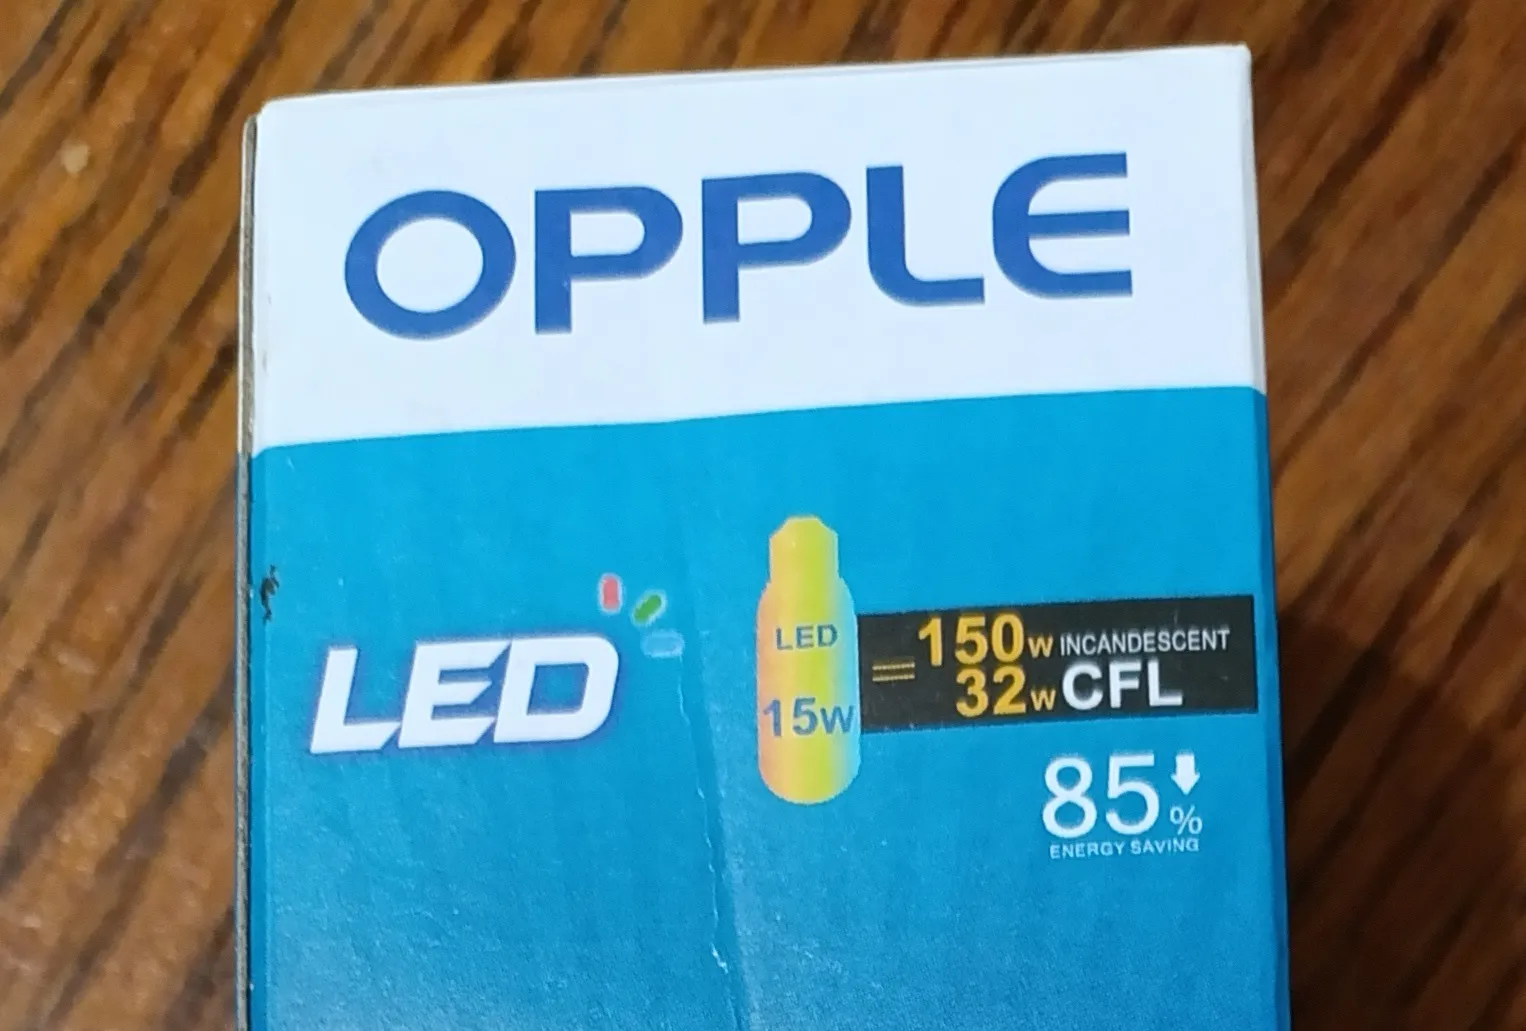 OPPLE
LED
LED
15W
= 150W INCANDESCENT
32W CFL
85%
ENERGY SAVING